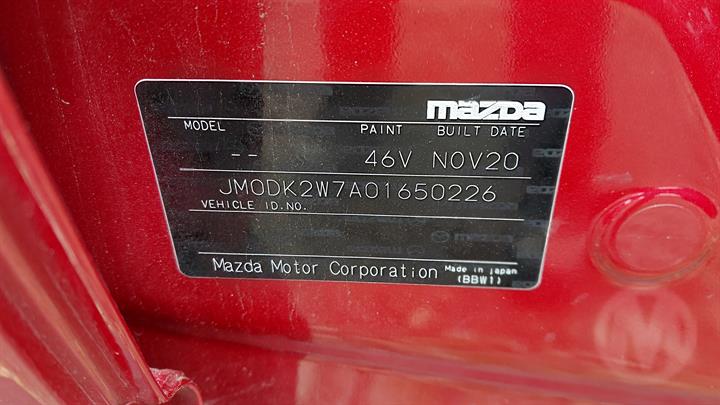 mazda
MODEL PAINT BUILT DATE
-- 46V NOV20
JM0DK2W7A01650226
VEHICLE ID.NO.
Mazda Motor Corporation Made in japan
(BBW1)